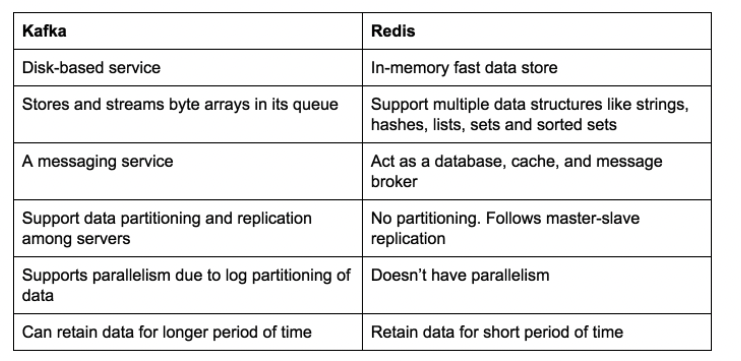 Kafka
Redis
Disk-based service
In-memory fast data store
Stores and streams byte arrays in its queue
Support multiple data structures like strings,
hashes, lists, sets and sorted sets
A messaging service
Act as a database, cache, and message
broker
Support data partitioning and replication
among servers
No partitioning. Follows master-slave
replication
Supports parallelism due to log partitioning of
data
Doesn’t have parallelism
Can retain data for longer period of time
Retain data for short period of time